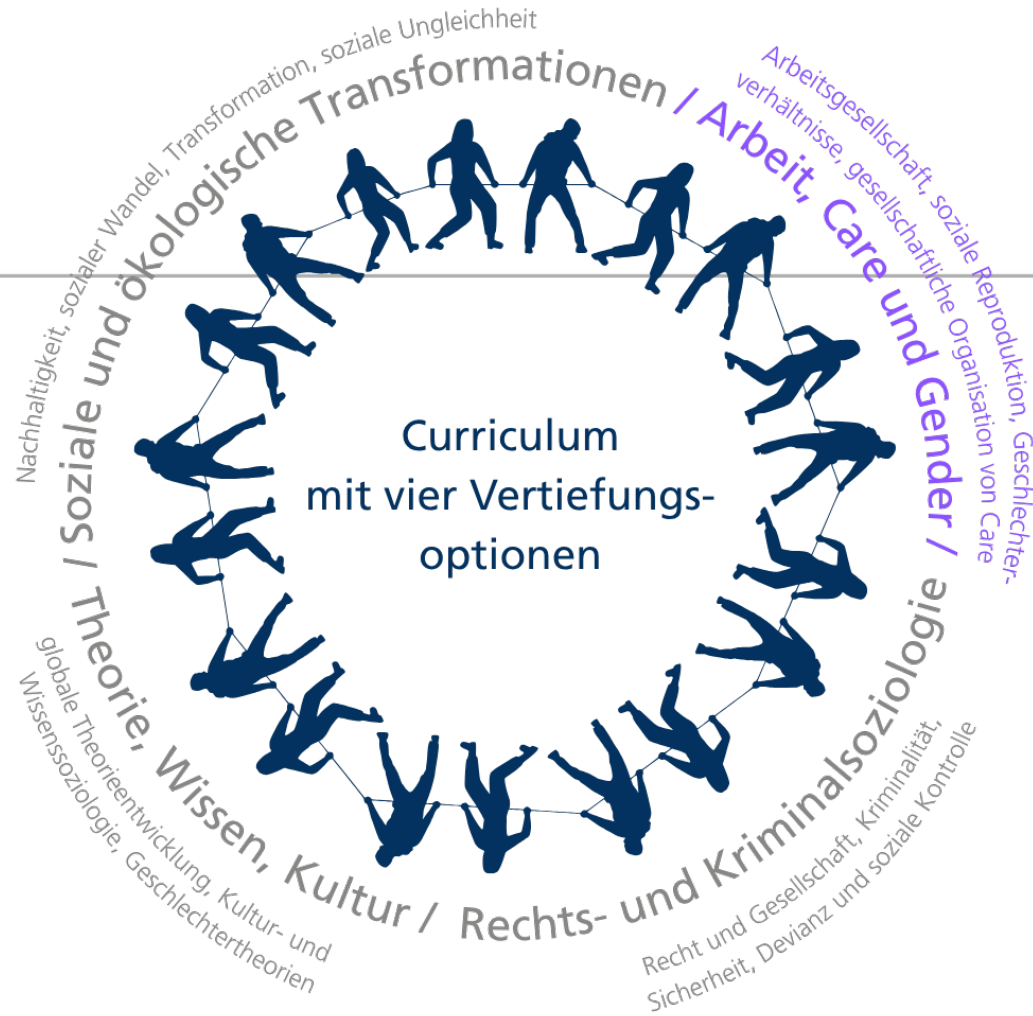 Nachhaltigkeit, sozialer Wandel, Transformation, soziale Ungleichheit
/ Soziale und ökologische Transformationen
/ Arbeit, Care und Gender /
Arbeitsgesellschaft, soziale Reproduktion, Geschlechter-
verhältnisse, gesellschaftliche Organisation von Care
Curriculum
mit vier Vertiefungs-
optionen
Theorie, Wissen, Kultur /
globale Theorieentwicklung, Kultur- und
Wissenssoziologie, Geschlechtertheorien
Rechts- und Kriminalsoziologie
Recht und Gesellschaft, Kriminalität,
Sicherheit, Devianz und soziale Kontrolle